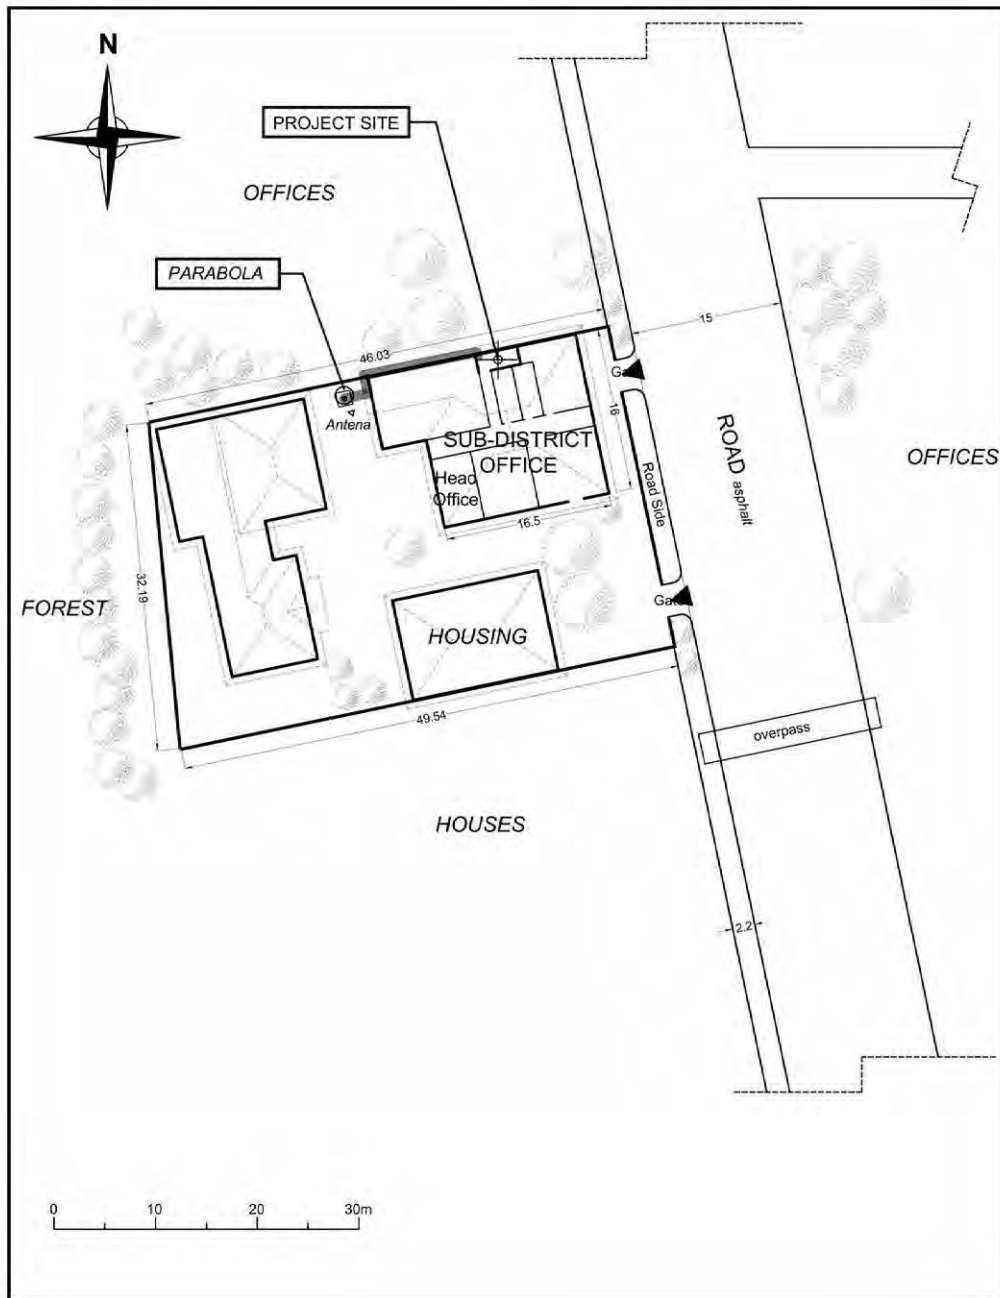 N
PROJECT SITE
OFFICES
PARABOLA
15
46.03
Antena
16
SUB-DISTRICT
OFFICE
Head
Office
ROAD asphalt
OFFICES
Road Side
16.5
32.19
FOREST
Gate
HOUSING
49.54
overpass
HOUSES
2.2
0
10
20
30m